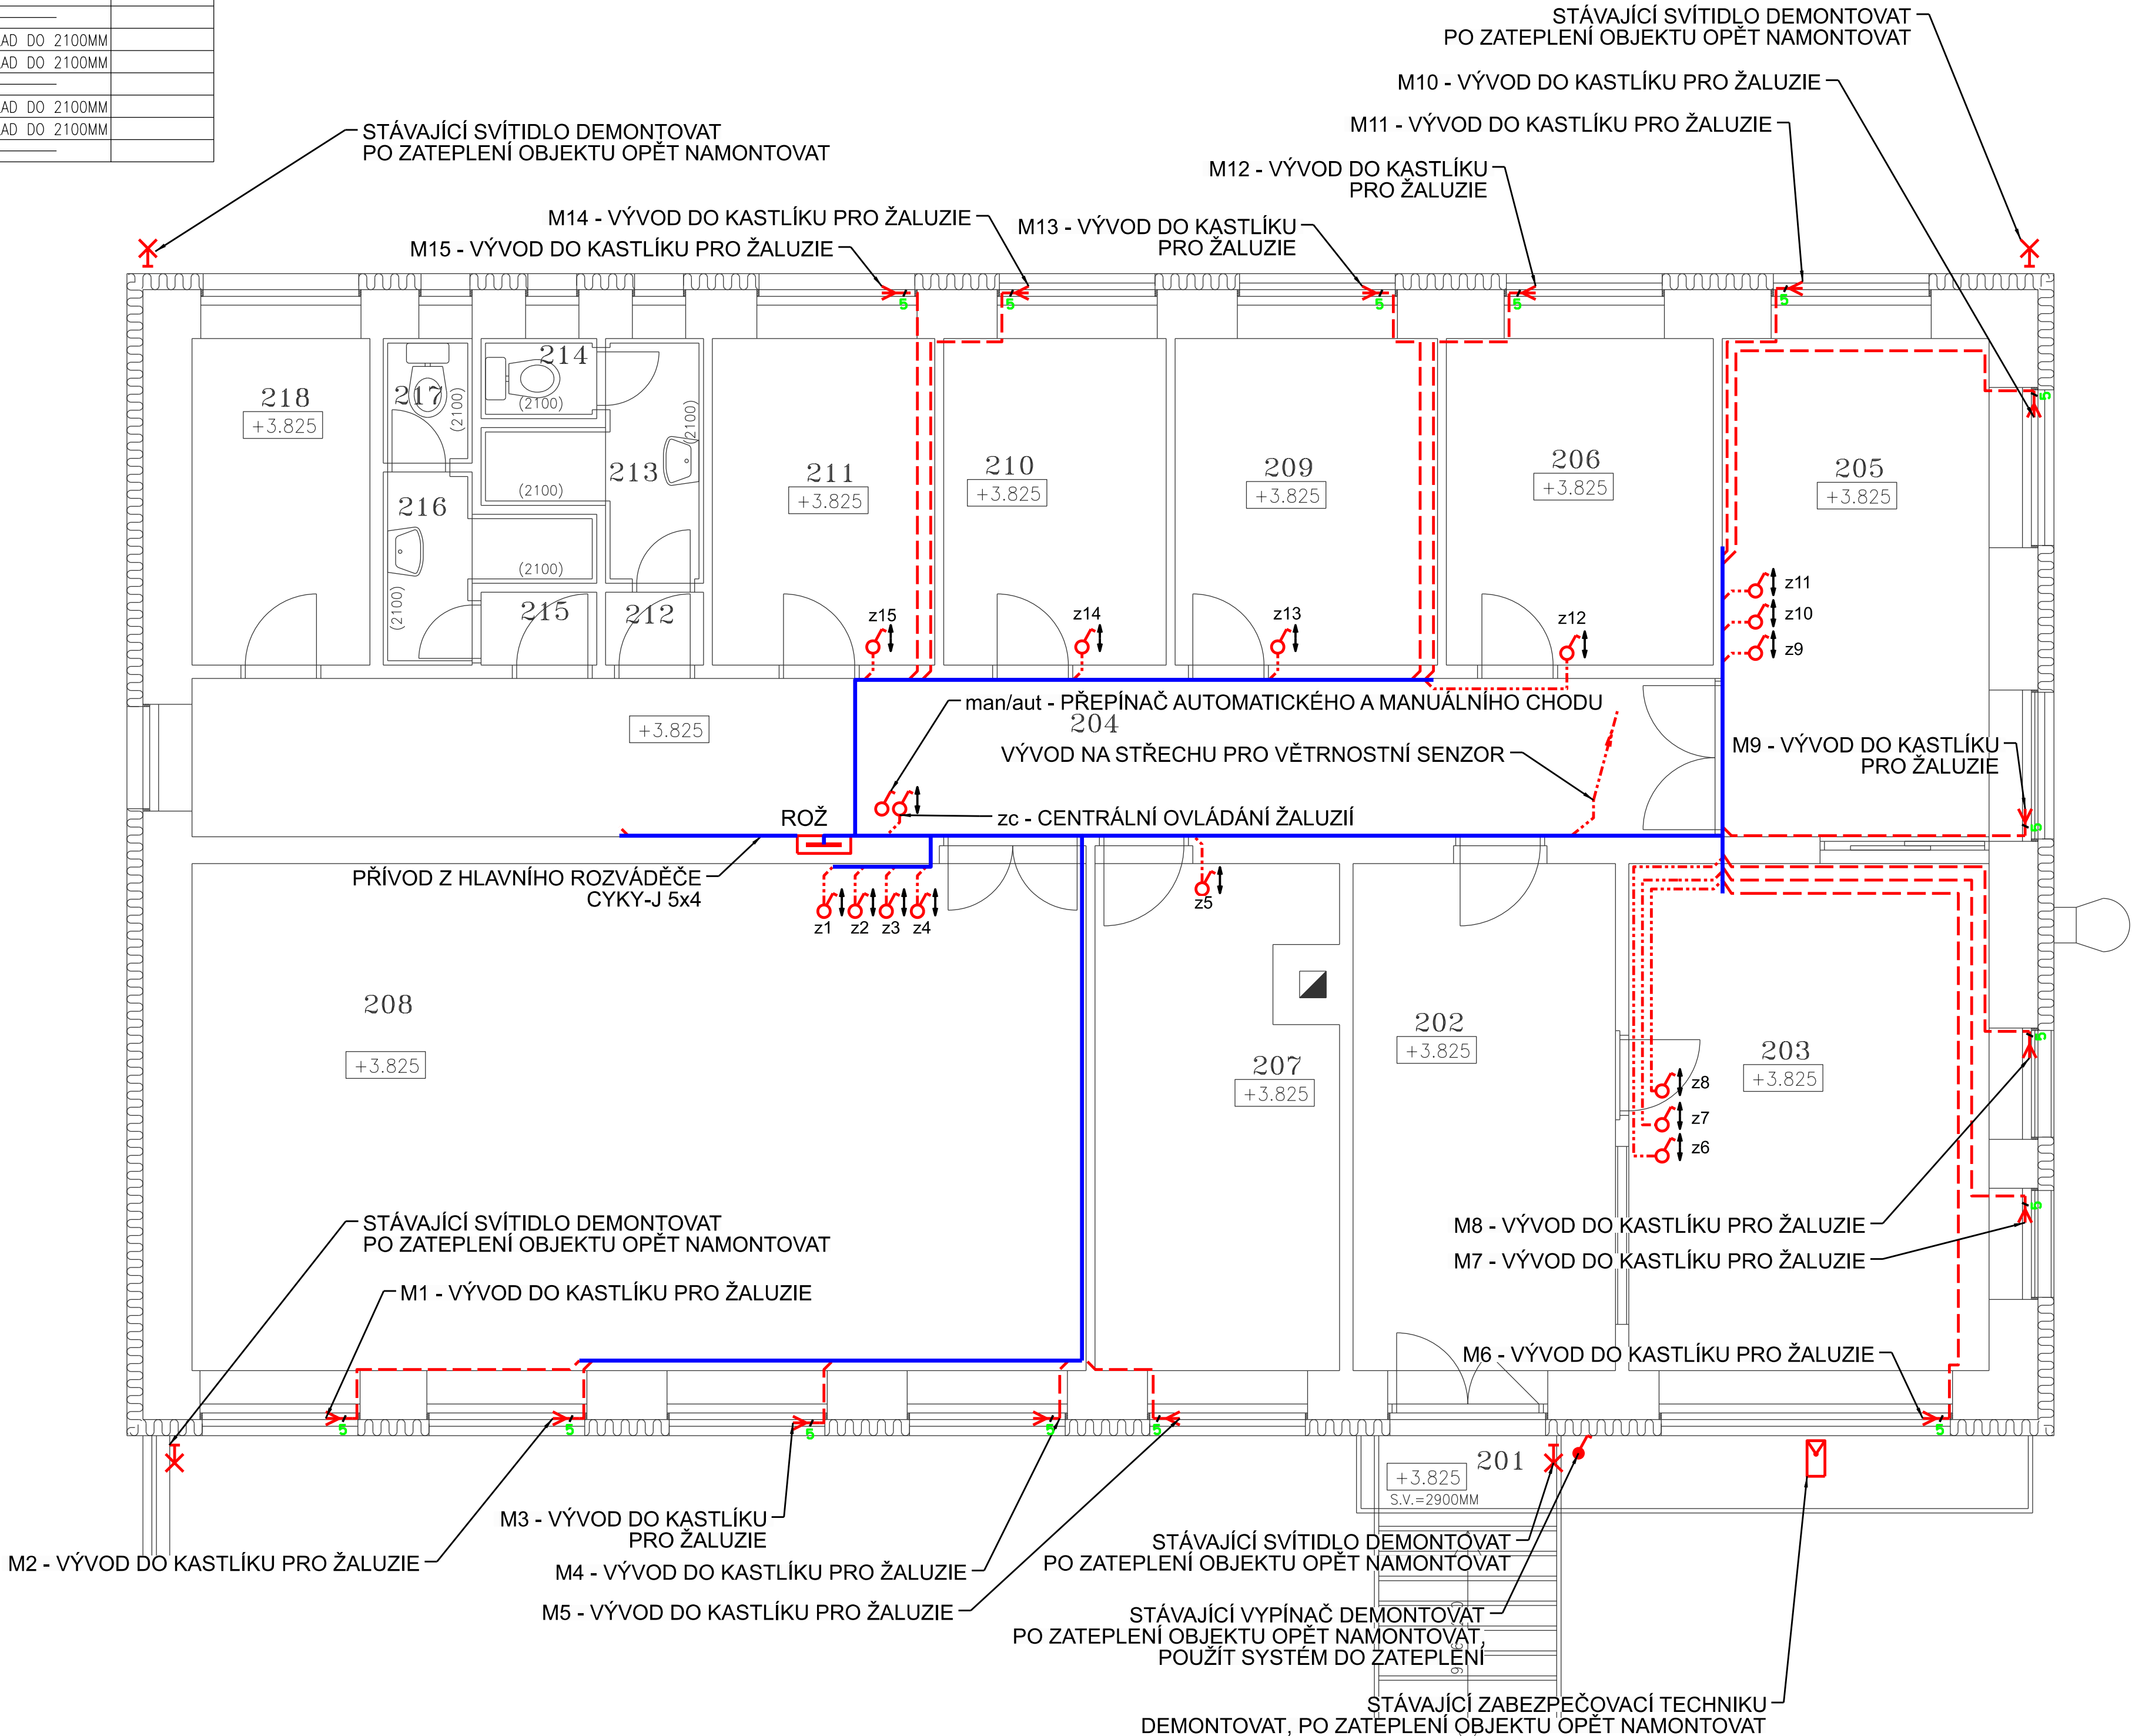 AD DO 2100MM
AD DO 2100MM
AD DO 2100MM
AD DO 2100MM
STÁVAJÍCÍ SVÍTIDLO DEMONTOVAT
PO ZATEPLENÍ OBJEKTU OPĚT NAMONTOVAT
M10 - VÝVOD DO KASTLÍKU PRO ŽALUZIE
M11 - VÝVOD DO KASTLÍKU PRO ŽALUZIE
STÁVAJÍCÍ SVÍTIDLO DEMONTOVAT
PO ZATEPLENÍ OBJEKTU OPĚT NAMONTOVAT
M12 - VÝVOD DO KASTLÍKU
PRO ŽALUZIE
M14 - VÝVOD DO KASTLÍKU PRO ŽALUZIE
M13 - VÝVOD DO KASTLÍKU
PRO ŽALUZIE
M15 - VÝVOD DO KASTLÍKU PRO ŽALUZIE
5
5
5
5
5
5
218
+3.825
217
(2100)
214
(2100)
(2100)
213
(2100)
216
(2100)
(2100)
215
212
211
+3.825
210
+3.825
209
+3.825
206
+3.825
205
+3.825
z15
z14
z13
z12
z11
z10
z9
man/aut - PŘEPÍNAČ AUTOMATICKÉHO A MANUÁLNÍHO CHODU
204
+3.825
VÝVOD NA STŘECHU PRO VĚTRNOSTNÍ SENZOR
M9 - VÝVOD DO KASTLÍKU
PRO ŽALUZIE
5
ROŽ
zc - CENTRÁLNÍ OVLÁDÁNÍ ŽALUZIÍ
PŘÍVOD Z HLAVNÍHO ROZVÁDĚČE
CYKY-J 5x4
z1
z2
z3
z4
z5
208
+3.825
207
+3.825
202
+3.825
203
+3.825
5
z8
z7
z6
5
M8 - VÝVOD DO KASTLÍKU PRO ŽALUZIE
M7 - VÝVOD DO KASTLÍKU PRO ŽALUZIE
STÁVAJÍCÍ SVÍTIDLO DEMONTOVAT
PO ZATEPLENÍ OBJEKTU OPĚT NAMONTOVAT
M1 - VÝVOD DO KASTLÍKU PRO ŽALUZIE
M6 - VÝVOD DO KASTLÍKU PRO ŽALUZIE
5
5
5
5
5
5
201
+3.825
S.V.=2900MM
M3 - VÝVOD DO KASTLÍKU
PRO ŽALUZIE
M2 - VÝVOD DO KASTLÍKU PRO ŽALUZIE
M4 - VÝVOD DO KASTLÍKU PRO ŽALUZIE
M5 - VÝVOD DO KASTLÍKU PRO ŽALUZIE
STÁVAJÍCÍ SVÍTIDLO DEMONTOVAT
PO ZATEPLENÍ OBJEKTU OPĚT NAMONTOVAT
STÁVAJÍCÍ VYPÍNAČ DEMONTOVAT
PO ZATEPLENÍ OBJEKTU OPĚT NAMONTOVAT,
POUŽÍT SYSTÉM DO ZATEPLENÍ
STÁVAJÍCÍ ZABEZPEČOVACÍ TECHNIKU
DEMONTOVAT, PO ZATEPLENÍ OBJEKTU OPĚT NAMONTOVAT